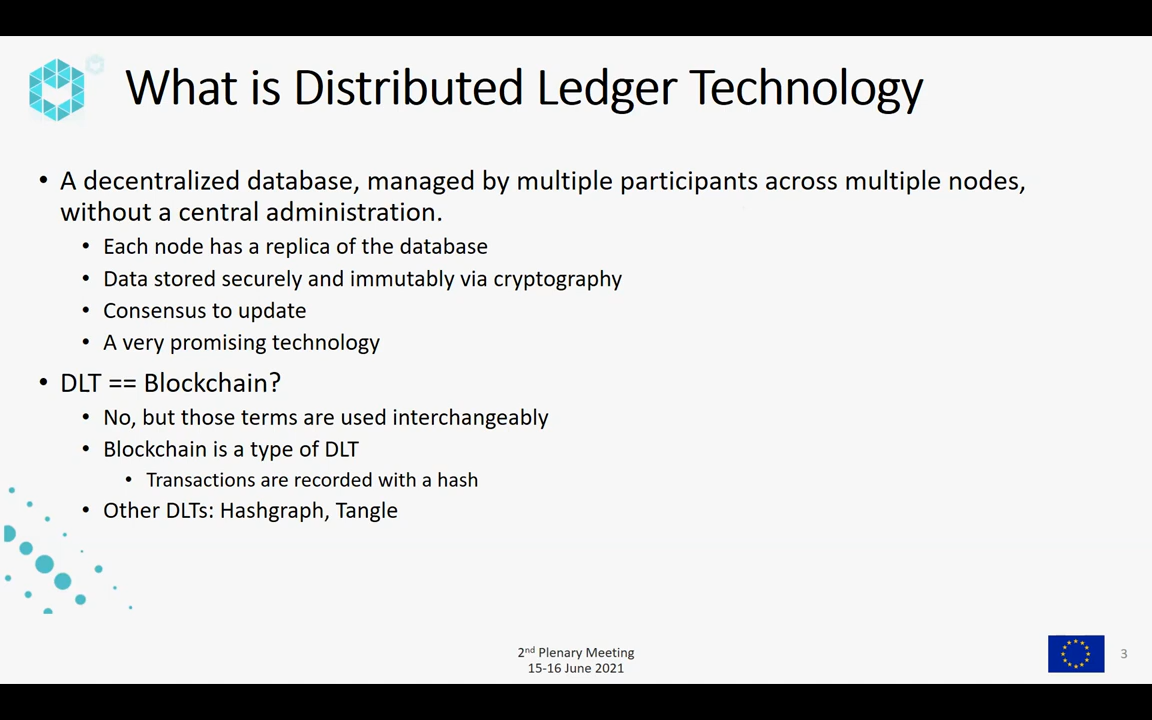 What is Distributed Ledger Technology
• A decentralized database, managed by multiple participants across multiple nodes,
without a central administration.
• Each node has a replica of the database
• Data stored securely and immutably via cryptography
• Consensus to update
• A very promising technology
• DLT == Blockchain?
• No, but those terms are used interchangeably
• Blockchain is a type of DLT
• Transactions are recorded with a hash
• Other DLTs: Hashgraph, Tangle
2nd Plenary Meeting
15-16 June 2021
3